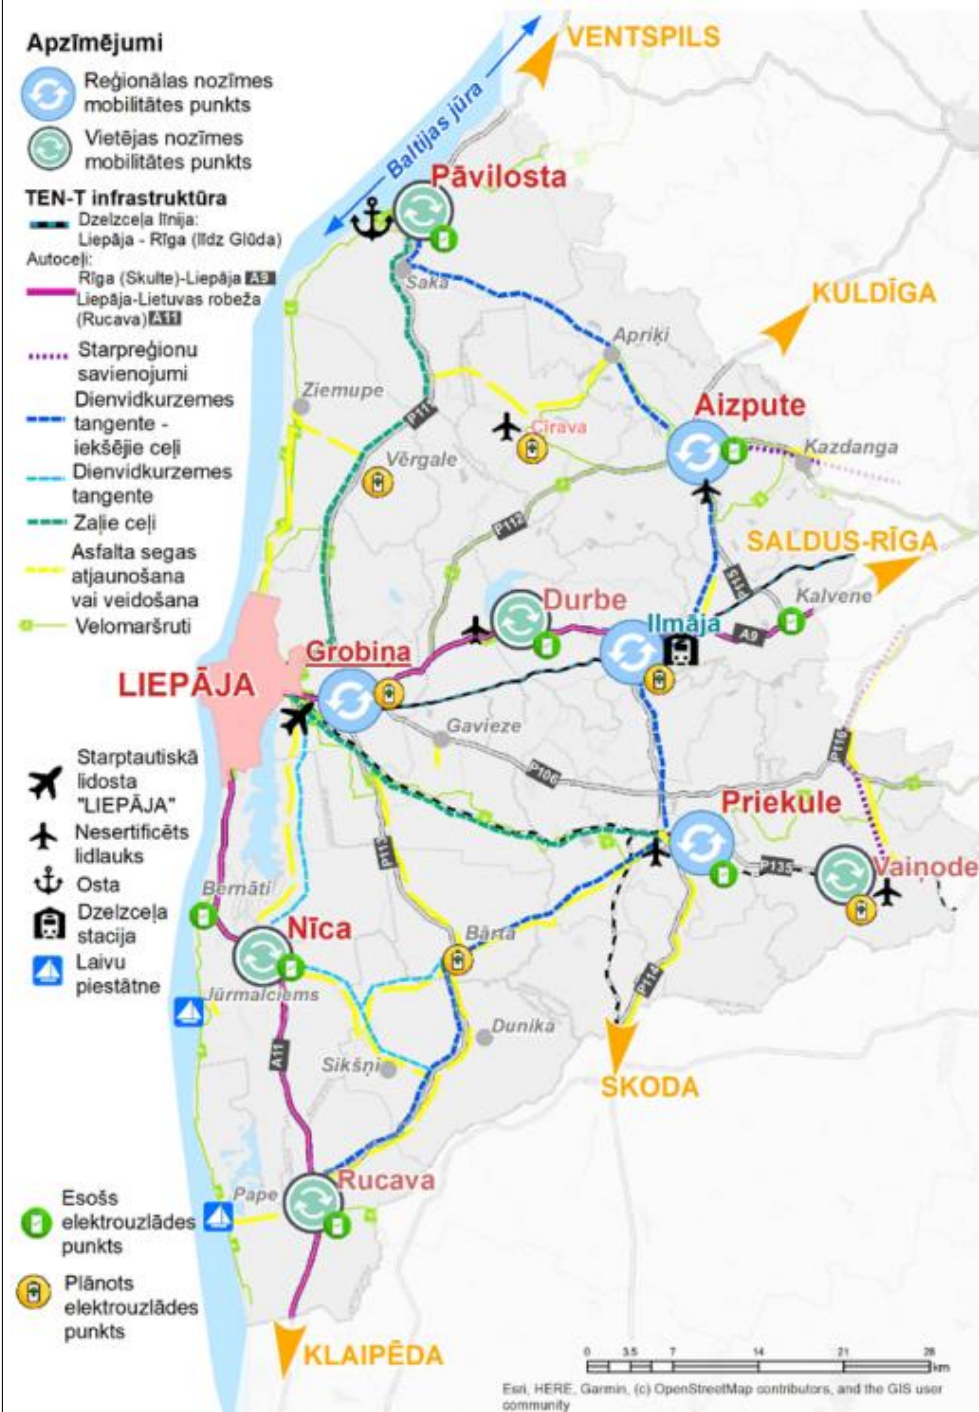 Apzīmējumi
Reģionālas nozīmes
mobilitātes punkts
Vietējas nozīmes
mobilitātes punkts
TEN-T infrastruktūra
Dzelzceļa līnija:
Liepāja - Rīga (līdz Glūda)
Autoceļi:
Rīga (Skulte)-Liepāja A9
Liepāja-Lietuvas robeža
(Rucava) A11
Starpreģionu
savienojumi
Dienvidkurzemes
tangente -
iekšējie ceļi
Dienvidkurzemes
tangente
Zaļie ceļi
Asfalta segas
atjaunošana
vai veidošana
Velomaršruti
Starptautiskā
lidosta
"LIEPĀJA"
Nesertificēts
lidlauks
Osta
Dzelzceļa
stacija
Laivu
piestātne
Esošs
elektrouzlādes
punkts
Plānots
elektrouzlādes
punkts
VENTSPILS
Baltijas jūra
Pāvilosta
Saka
KULDĪGA
Apriķi
Ziemupe
P111
Aizpute
Cīrava
Kazdanga
Vērgale
P112
SALDUS-RĪGA
P115
Durbe
Kalvene
Ilmāja
A9
Grobiņa
LIEPĀJA
Gavieze
P106
P116
Priekule
P113
P135
Vaiņode
Bernāti
Nīca
Bārta
P114
Jūrmalciems
Dunika
A11
Sikšņi
SKODA
Rucava
Pape
KLAIPĒDA
0 3.5 7 14 21 28
km
Esri, HERE, Garmin, (c) OpenStreetMap contributors, and the GIS user
community